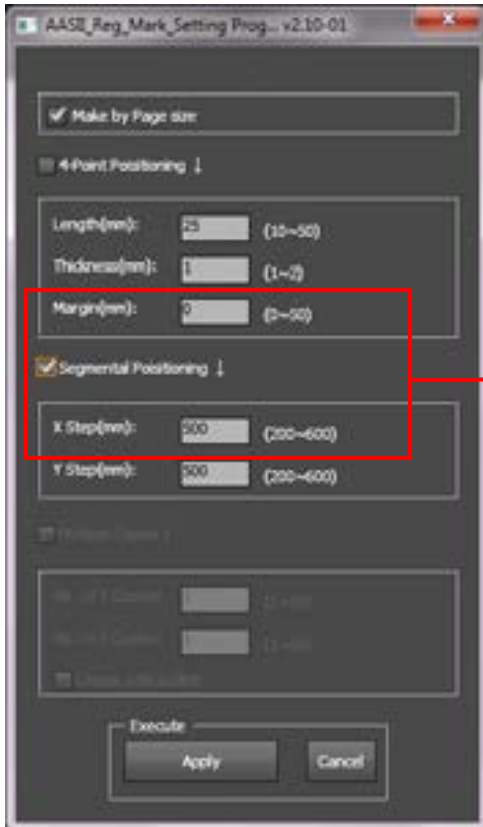 AASII_Reg_Mark_Setting Prog... v2.10-01
Make by Page size
4-Point Positioning ↓
Length(mm): 25 (10~50)
Thickness(mm): 1 (1~2)
Margin(mm): 0 (0~50)
Segmental Positioning ↓
X Step(mm): 500 (200~600)
Y Step(mm): 500 (200~600)
Execute
Apply Cancel